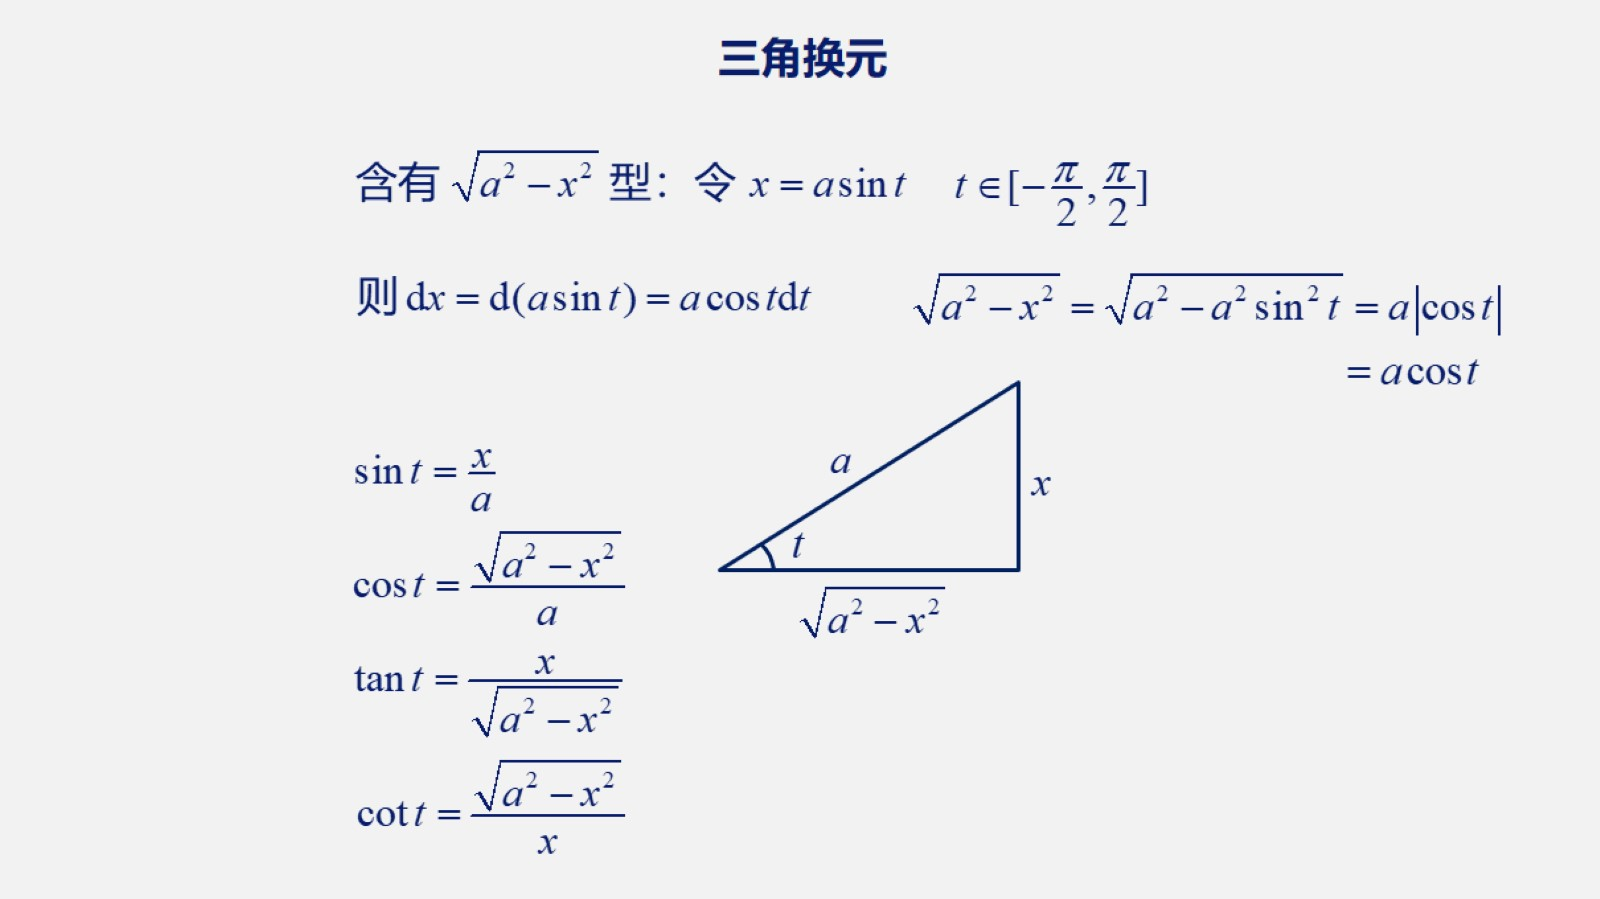 三角换元
含有 √(a² − x²) 型：令 x = a sin t  t ∈ [−π/2, π/2]
则 dx = d(a sin t) = a cos t dt  √(a² − x²) = √(a² − a² sin² t) = a|cos t|
= a cos t
sin t = x/a
cos t = √(a² − x²)/a
tan t = x/√(a² − x²)
cot t = √(a² − x²)/x
a
x
t
√(a² − x²)